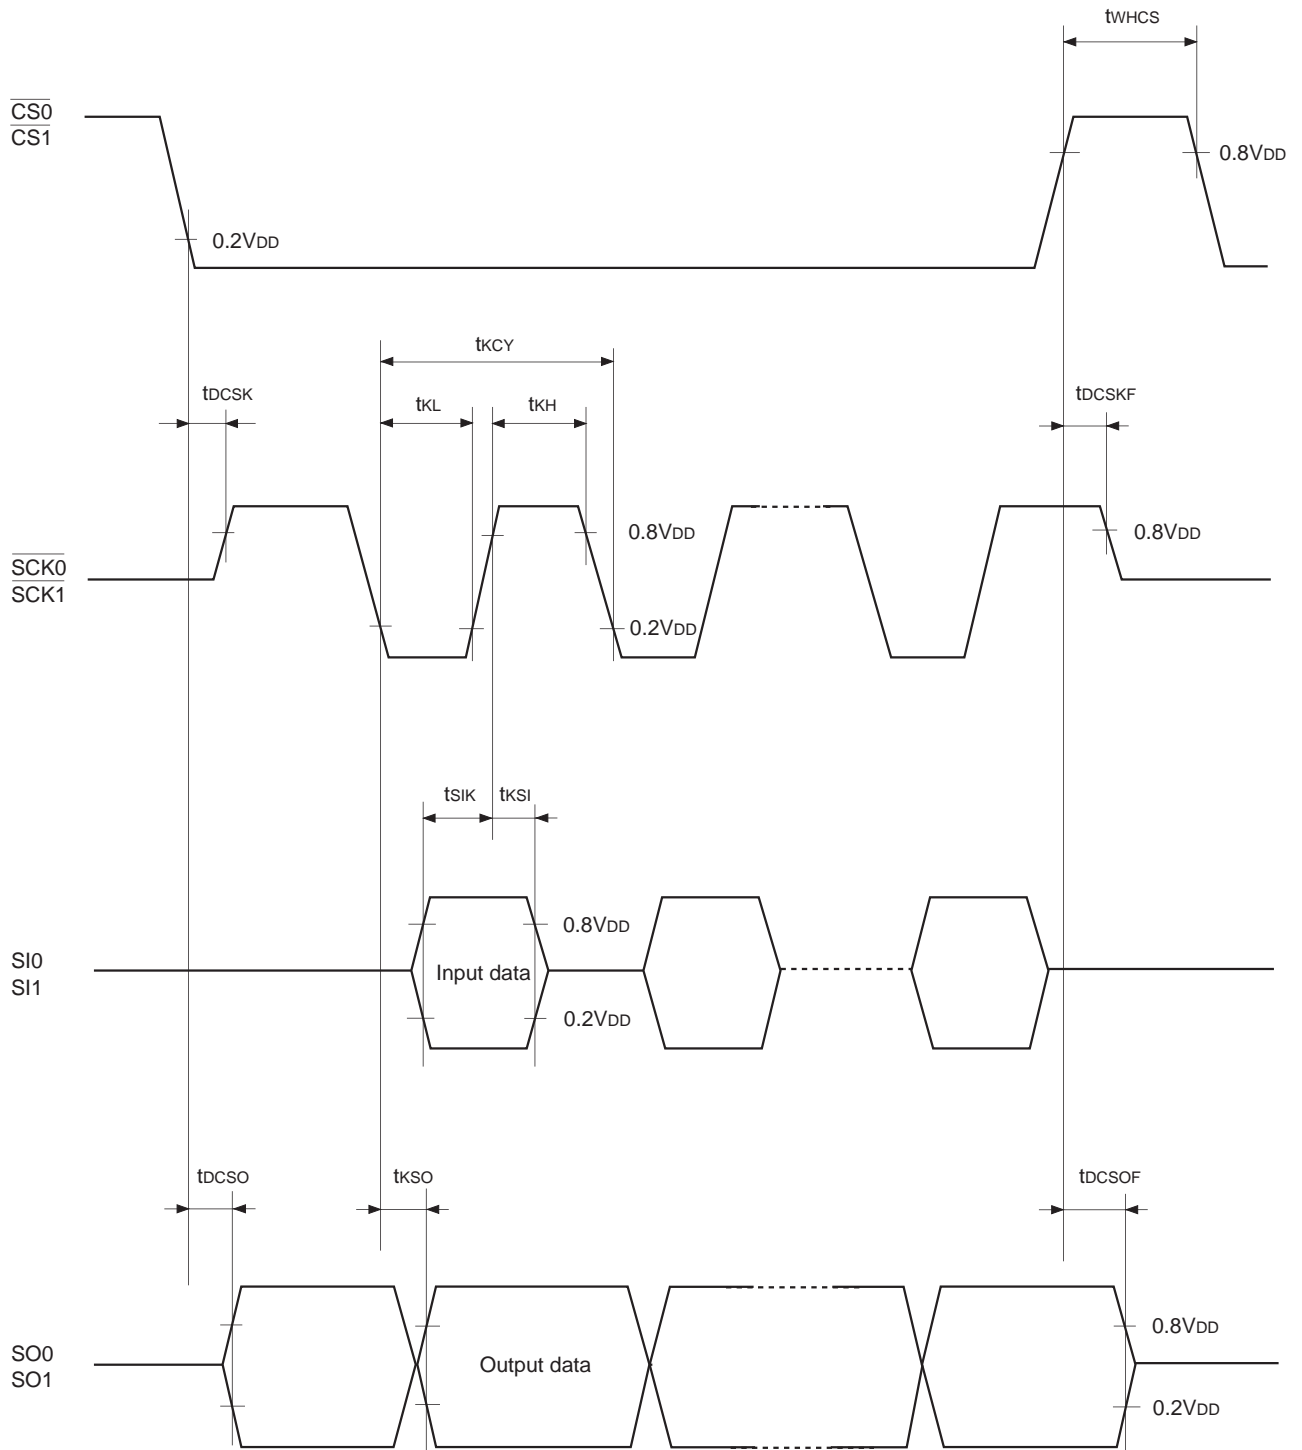 tWHCS
CS0
CS1
0.8VDD
0.2VDD
tKCY
tDCSK
tKL
tKH
tDCSKF
0.8VDD
0.8VDD
SCK0
SCK1
0.2VDD
tSIK
tKSI
0.8VDD
SI0
SI1
Input data
0.2VDD
tDCSO
tKSO
tDCSOF
0.8VDD
SO0
SO1
Output data
0.2VDD